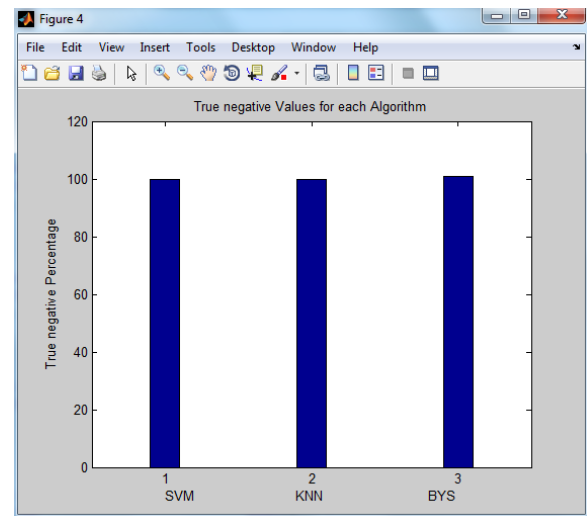 Figure 4
File Edit View Insert Tools Desktop Window Help
True negative Values for each Algorithm
120
100
80
60
40
20
0
True negative Percentage
1 2 3
SVM KNN BYS